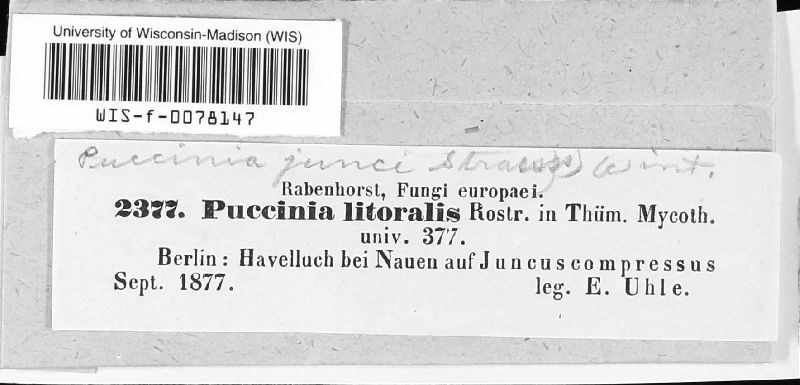 University of Wisconsin-Madison (WIS)
WIS-f-0078147
Puccinia junci (Strauss) Wint.
Rabenhorst, Fungi europaei.
2377. Puccinia litoralis Rostr. in Thüm. Mycoth.
univ. 377.
Berlin: Havelluch bei Nauen auf Juncus compressus
Sept. 1877. leg. E. Uhle.